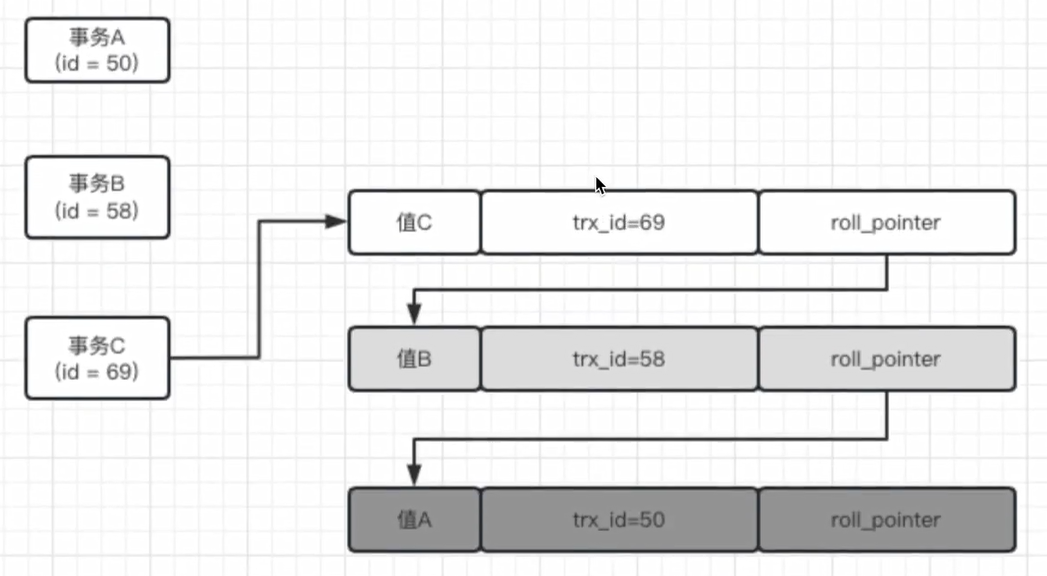 事务A
(id = 50)
事务B
(id = 58)
事务C
(id = 69)
值C
trx_id=69
roll_pointer
值B
trx_id=58
roll_pointer
值A
trx_id=50
roll_pointer